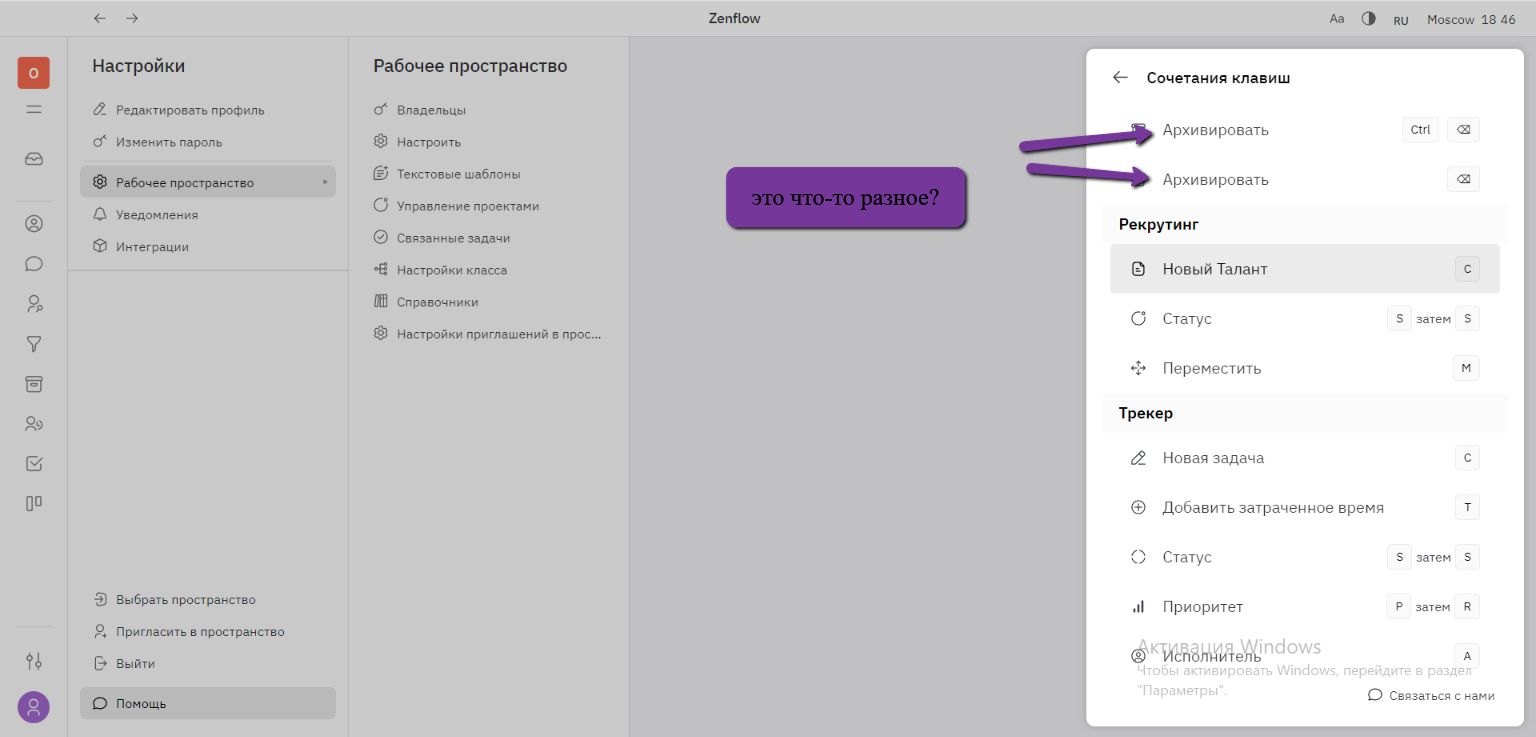 Zenflow
Aa RU Moscow 18 46
O
Настройки
Редактировать профиль
Изменить пароль
Рабочее пространство
Уведомления
Интеграции
Выбрать пространство
Пригласить в пространство
Выйти
Помощь
Рабочее пространство
Владельцы
Настроить
Текстовые шаблоны
Управление проектами
Связанные задачи
Настройки класса
Справочники
Настройки приглашений в прос...
это что-то разное?
Сочетания клавиш
Архивировать Ctrl ⌫
Архивировать ⌫
Рекрутинг
Новый Талант C
Статус S затем S
Переместить M
Трекер
Новая задача C
Добавить затраченное время T
Статус S затем S
Приоритет P затем R
Исполнитель A
Активация Windows
Чтобы активировать Windows, перейдите в раздел
"Параметры".
Связаться с нами